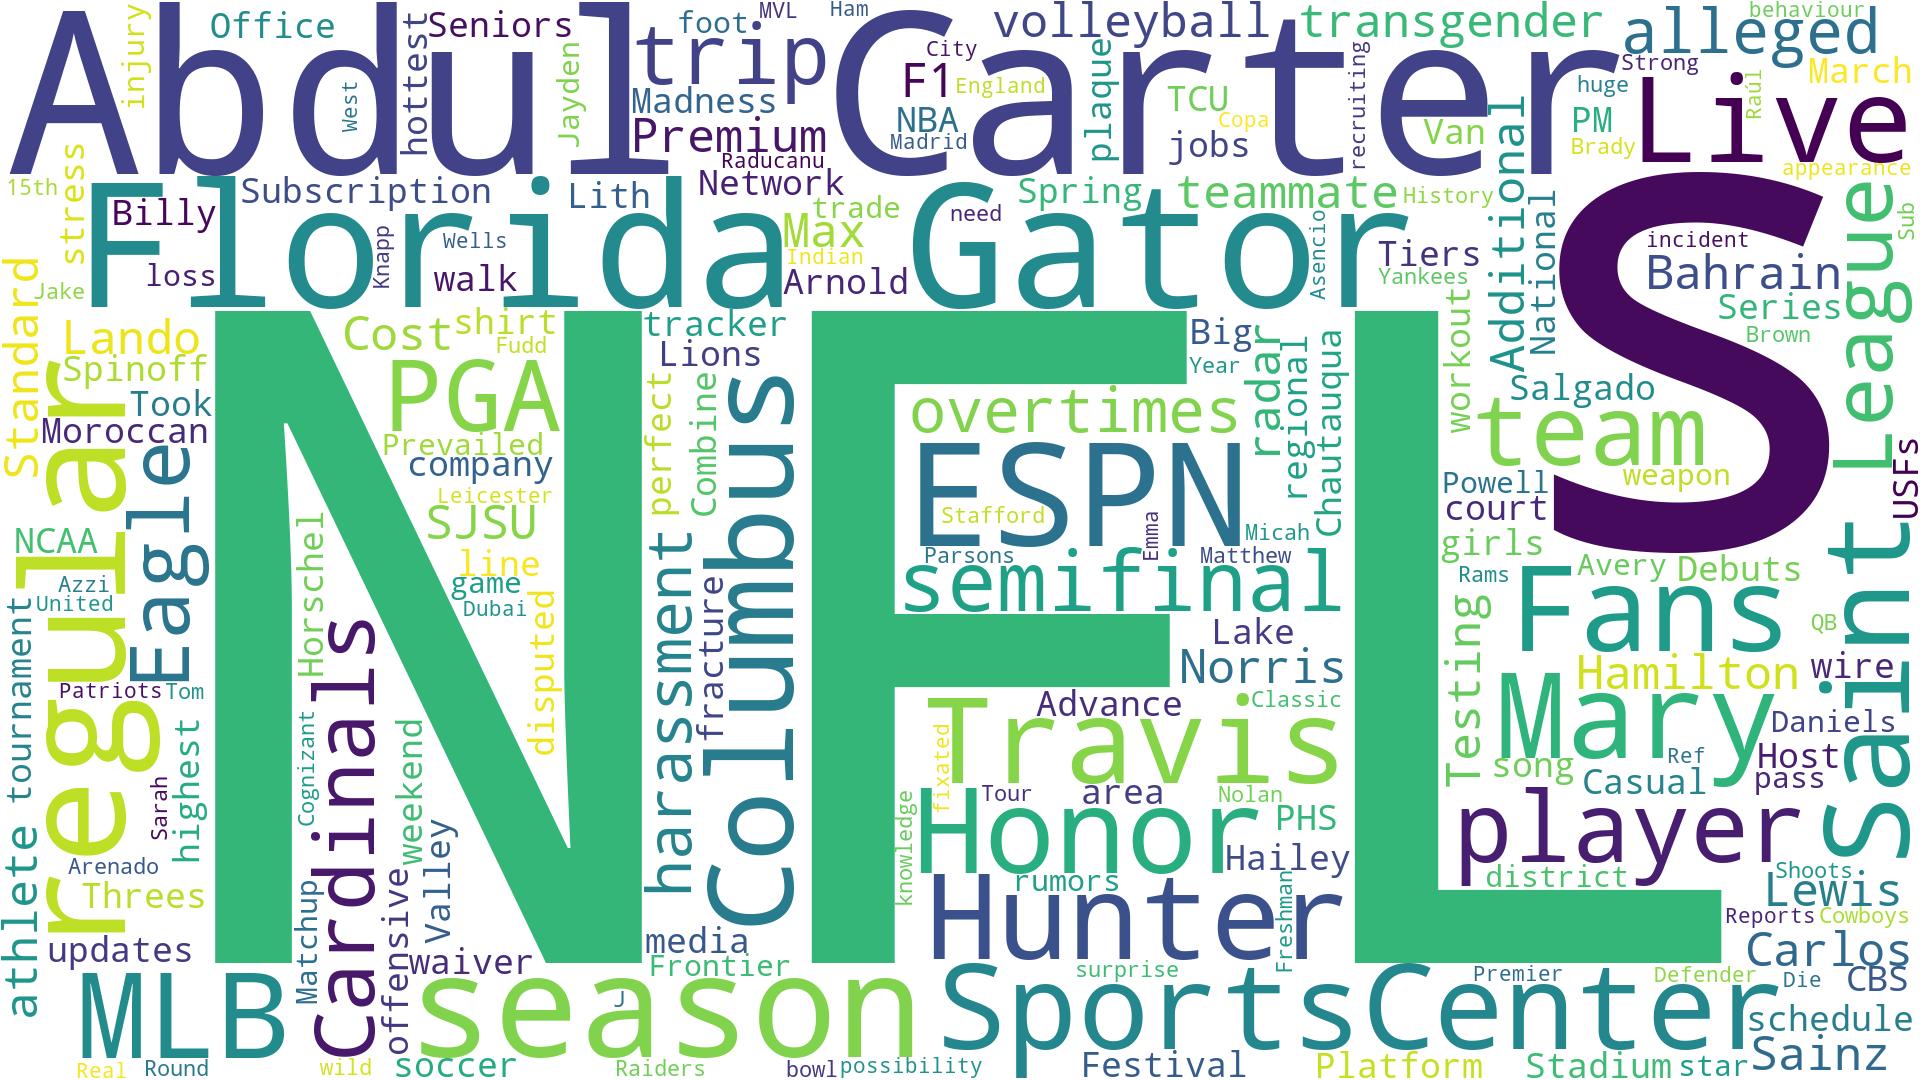 Abdul Carter
Florida Gator
NFL
S
injury
Office
Seniors
hottest
West
Jayden
foot
MVL
Ham
trip
Madness
Premium
Raducanu
City
F1
England
NBA
Madrid
volleyball
transgender
plaque
TCU
Copa
jobs
recruiting
Van
alleged
behaviour
Strong
March
huge
PM
Brady
Raúl
Live
appearance
15th
stress
Billy
loss
Subscription
Lith
Network
Knapp
Wells
walk
Max
trade
Indian
Arnold
need
Spring
teammate
History
Asencio
Tiers
Yankees
Additional
National
incident
Bahrain
Series
Brown
League
Sub
Jake
Standard
Lando
Spinoff
Took
Moroccan
regular
Eagle
Cost
shirt
Fudd
PGA
Prevailed
company
Leicester
SJSU
line
game
Dubai
disputed
Horschel
tracker
Lions
perfect
Combine
Columbus
harassment
fracture
Big
Year
overtimes
radar
regional
Chautauqua
ESPN
Stafford
Emma
Micah
Parsons
Matthew
semifinal
workout
Salgado
team
weapon
Powell
court
USFs
girls
Rams
Avery
Debuts
Fans
QB
Saint
NCAA
Azzi
United
athlete tournament
Patriots
Tom
highest
Sarah
Arenado
Threes
updates
Cognizant
Cardinals
weekend
Valley
Matchup
offensive
waiver
media
Frontier
Lake
Norris
Advance
Classic
Travis
fixated
Tour
area
Nolan
knowledge
Honor
PHS
Hailey
rumors
Freshman
Hunter
surprise
Testing
Hamilton
wire
Mary
Daniels
Ref
Host
song
Casual
pass
player
district
Shoots
Lewis
Reports
Cowboys
Carlos
MLB
season
SportsCenter
Premier
Defender
Die
CBS
schedule
Real
Round
wild
soccer
J
Raiders
bowl
possibility
Festival
Platform
Stadium
star
Sainz